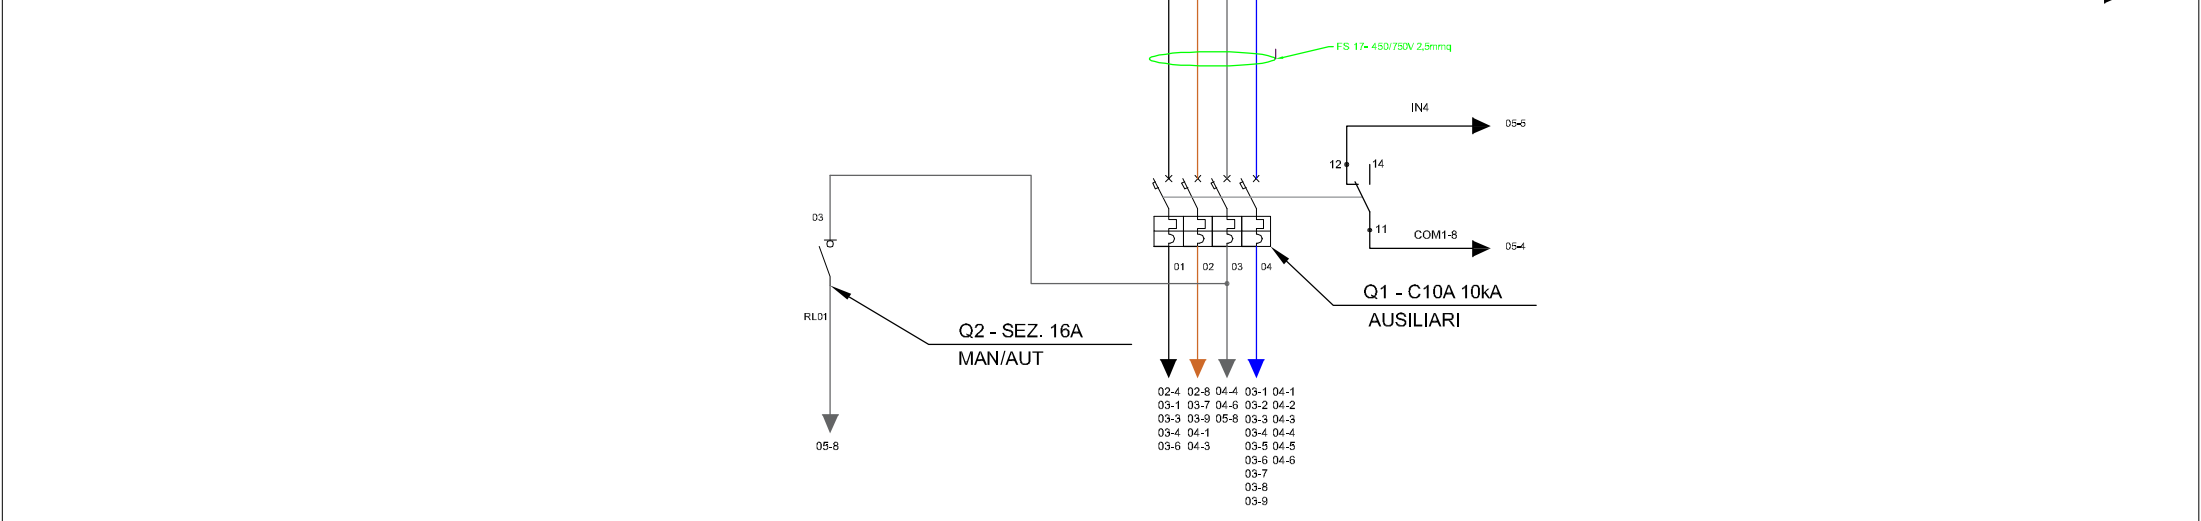 FS 17- 450/750V 2,5mmq
IN4
05-5
12
14
03
11
COM1-8
05-4
01
02
03
04
Q1 - C10A 10kA
AUSILIARI
RL01
Q2 - SEZ. 16A
MAN/AUT
02-4 02-8 04-4 03-1 04-1
03-1 03-7 04-6 03-2 04-2
03-3 03-9 05-8 03-3 04-3
03-4 04-1 03-4 04-4
03-6 04-3 03-5 04-5
03-6 04-6
03-7
03-8
03-9
05-8